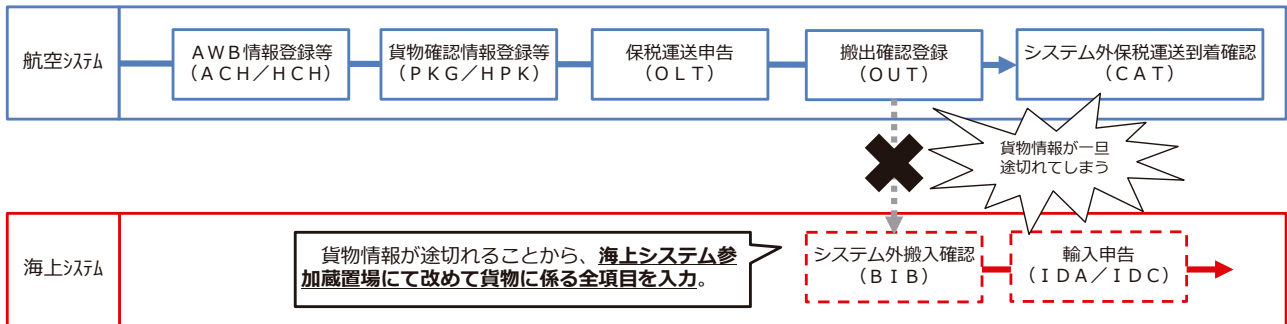 航空ｼｽﾃﾑ
ＡＷＢ情報登録等
（ＡＣＨ／ＨＣＨ）
貨物確認情報登録等
（ＰＫＧ／ＨＰＫ）
保税運送申告
（ＯＬＴ）
搬出確認登録
（ＯＵＴ）
システム外保税運送到着確認
（ＣＡＴ）
貨物情報が一旦
途切れてしまう
海上ｼｽﾃﾑ
貨物情報が途切れることから、海上システム参
加蔵置場にて改めて貨物に係る全項目を入力。
システム外搬入確認
（ＢＩＢ）
輸入申告
（ＩＤＡ／ＩＤＣ）